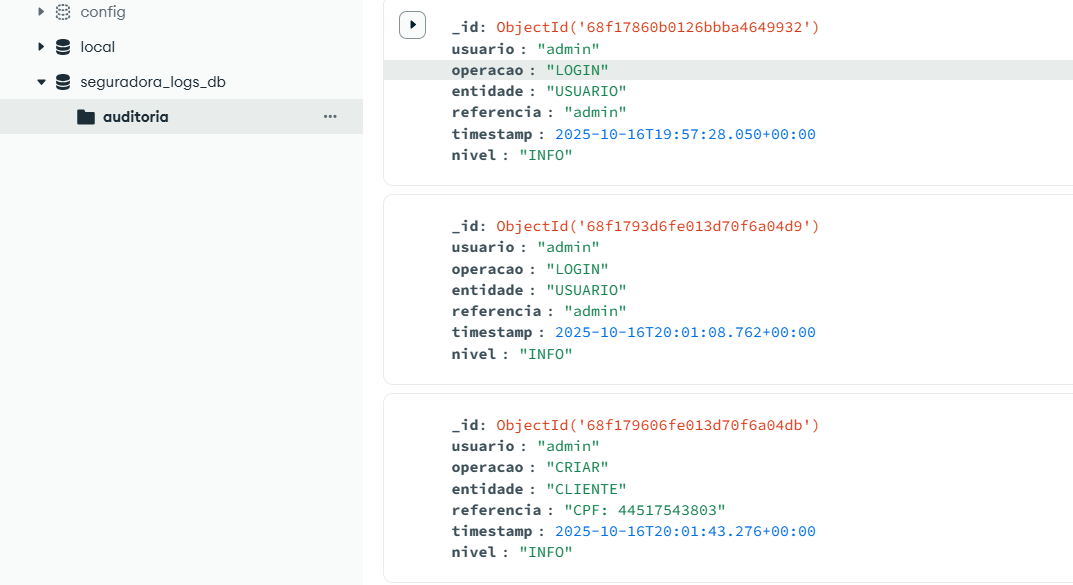 config
local
seguradora_logs_db
auditoria
_id: ObjectId('68f17860b0126bbba4649932')
usuario : "admin"
operacao : "LOGIN"
entidade : "USUARIO"
referencia : "admin"
timestamp : 2025-10-16T19:57:28.050+00:00
nivel : "INFO"
_id: ObjectId('68f1793d6fe013d70f6a04d9')
usuario : "admin"
operacao : "LOGIN"
entidade : "USUARIO"
referencia : "admin"
timestamp : 2025-10-16T20:01:08.762+00:00
nivel : "INFO"
_id: ObjectId('68f179606fe013d70f6a04db')
usuario : "admin"
operacao : "CRIAR"
entidade : "CLIENTE"
referencia : "CPF: 44517543803"
timestamp : 2025-10-16T20:01:43.276+00:00
nivel : "INFO"